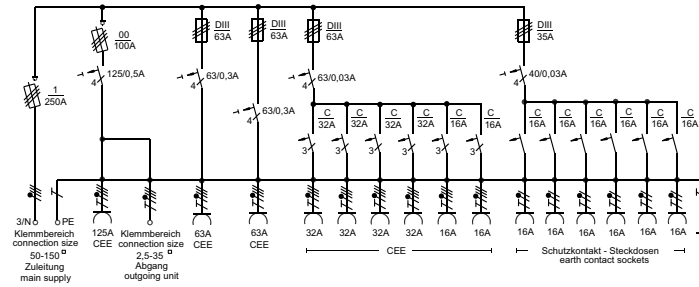 DIII
63A
DIII
63A
DIII
63A
DIII
35A
00
100A
1
250A
125/0,5A
4
63/0,3A
4
63/0,3A
4
63/0,03A
4
40/0,03A
4
C
32A
C
32A
C
32A
C
32A
C
16A
C
16A
C
16A
C
16A
C
16A
C
16A
C
16A
C
16A
3
3
3
3
3
3/N
PE
Klemmbereich
connection size
50-150
Zuleitung
main supply
125A
CEE
Klemmbereich
connection size
2,5-35
Abgang
outgoing unit
63A
CEE
63A
CEE
32A
32A
32A
32A
16A
16A
CEE
16A
16A
16A
16A
16A
16A
Schutzkontakt - Steckdosen
earth contact sockets